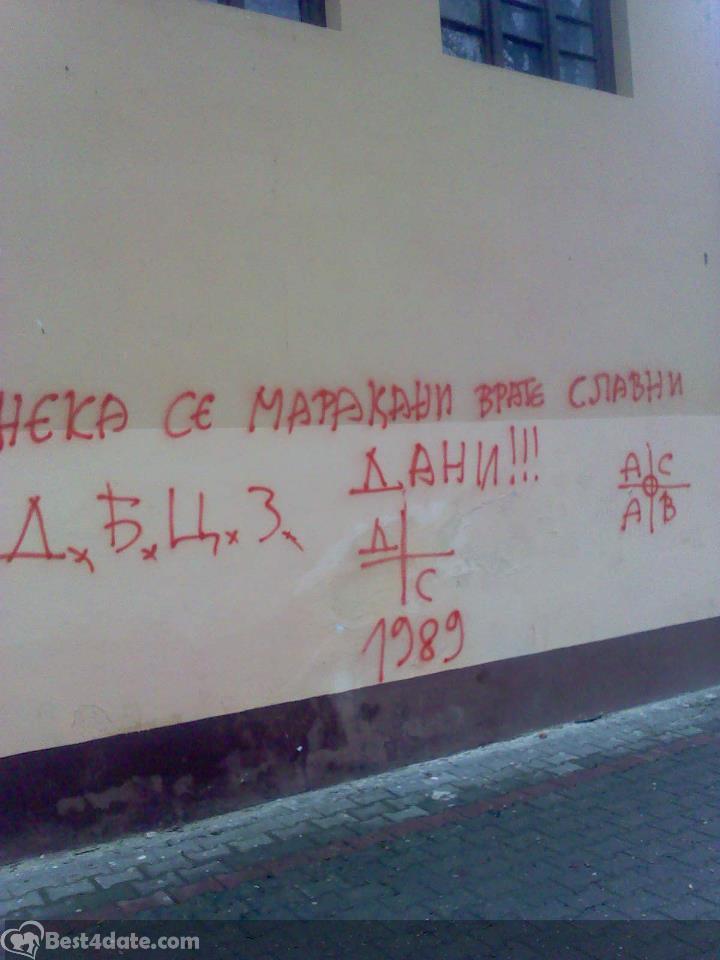 НЕКА СЕ МАРАКАНИ ВРАТЕ СЛАВНИ
ДАНИ!!!
Д.Б.Ц.З.
Д С
1989
А С
А В
Best4date.com